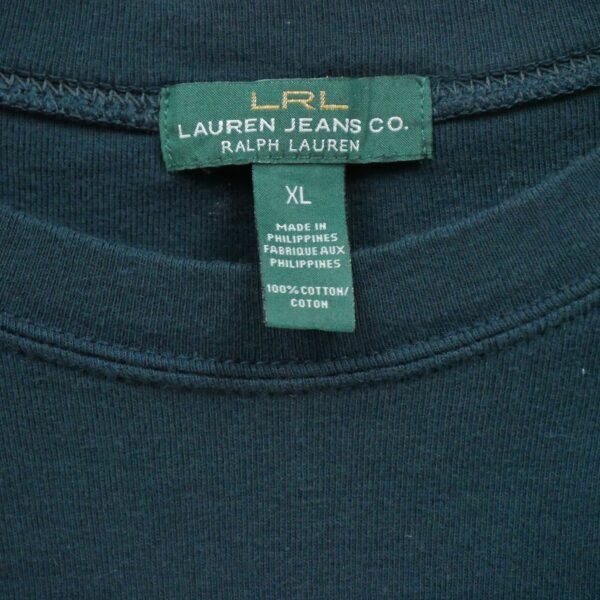 LRL
LAUREN JEANS CO.
RALPH LAUREN
XL
MADE IN
PHILIPPINES
FABRIQUE AUX
PHILIPPINES
100% COTTON/
COTON